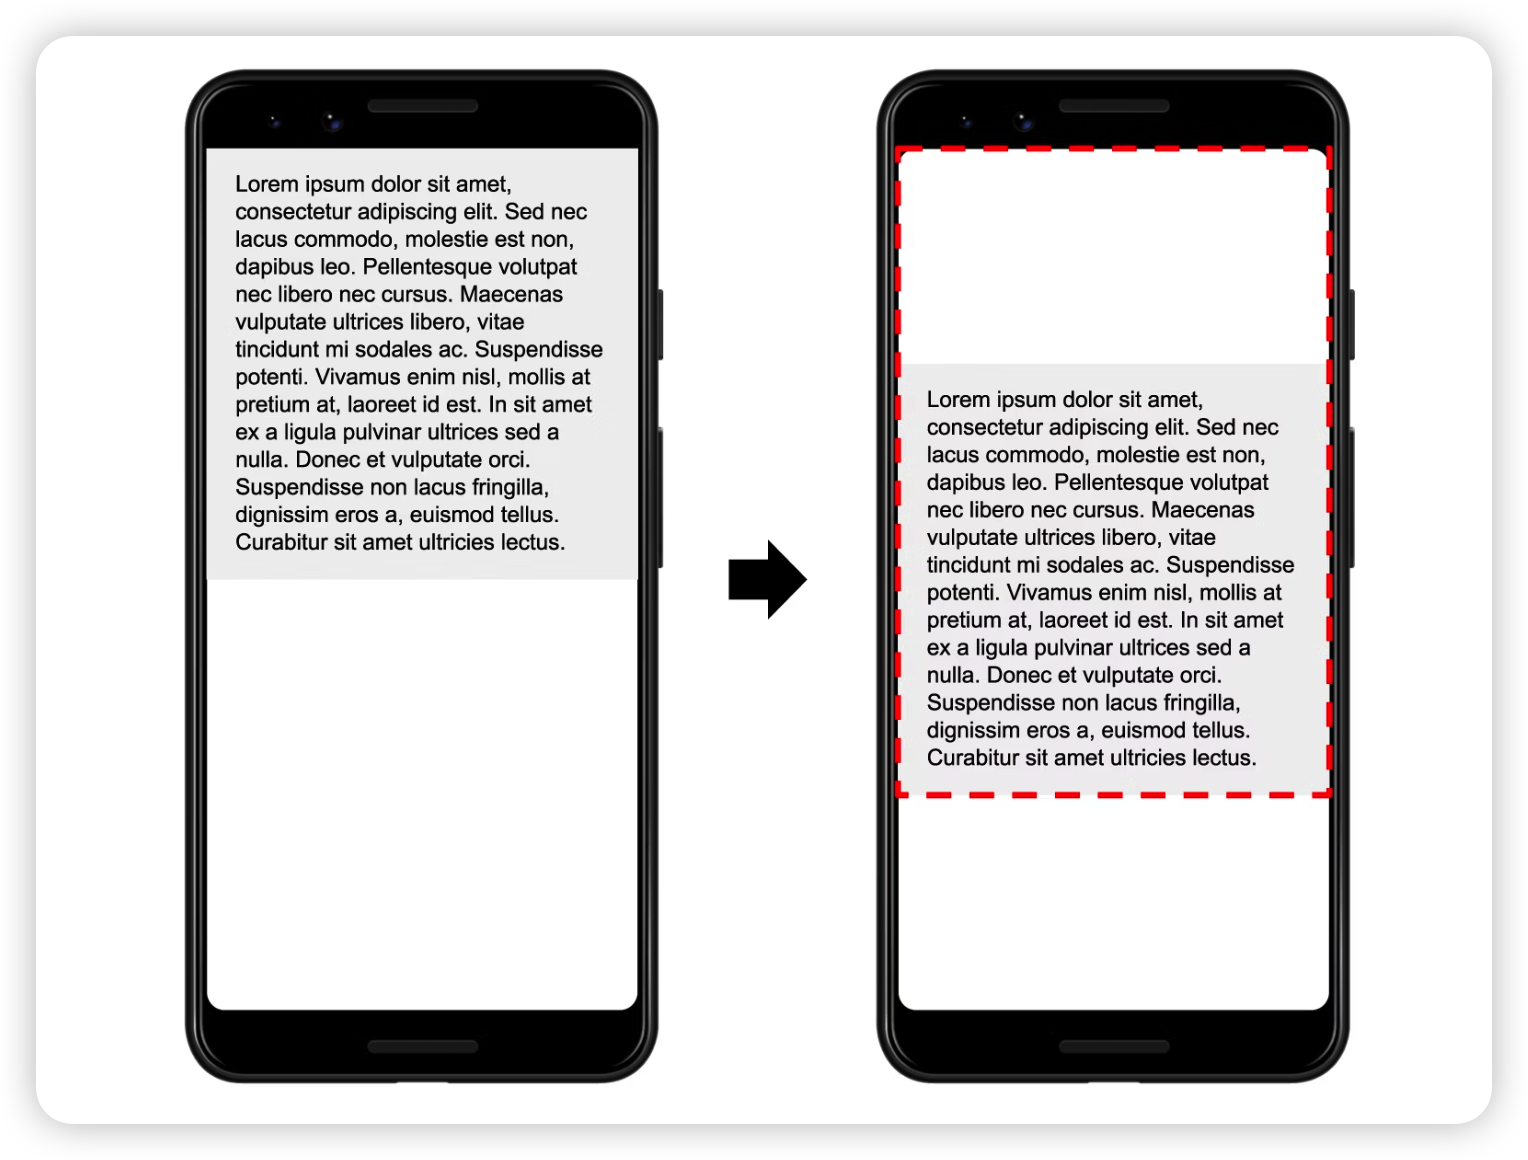 Lorem ipsum dolor sit amet,
consectetur adipiscing elit. Sed nec
lacus commodo, molestie est non,
dapibus leo. Pellentesque volutpat
nec libero nec cursus. Maecenas
vulputate ultrices libero, vitae
tincidunt mi sodales ac. Suspendisse
potenti. Vivamus enim nisl, mollis at
pretium at, laoreet id est. In sit amet
ex a ligula pulvinar ultrices sed a
nulla. Donec et vulputate orci.
Suspendisse non lacus fringilla,
dignissim eros a, euismod tellus.
Curabitur sit amet ultricies lectus.
Lorem ipsum dolor sit amet,
consectetur adipiscing elit. Sed nec
lacus commodo, molestie est non,
dapibus leo. Pellentesque volutpat
nec libero nec cursus. Maecenas
vulputate ultrices libero, vitae
tincidunt mi sodales ac. Suspendisse
potenti. Vivamus enim nisl, mollis at
pretium at, laoreet id est. In sit amet
ex a ligula pulvinar ultrices sed a
nulla. Donec et vulputate orci.
Suspendisse non lacus fringilla,
dignissim eros a, euismod tellus.
Curabitur sit amet ultricies lectus.